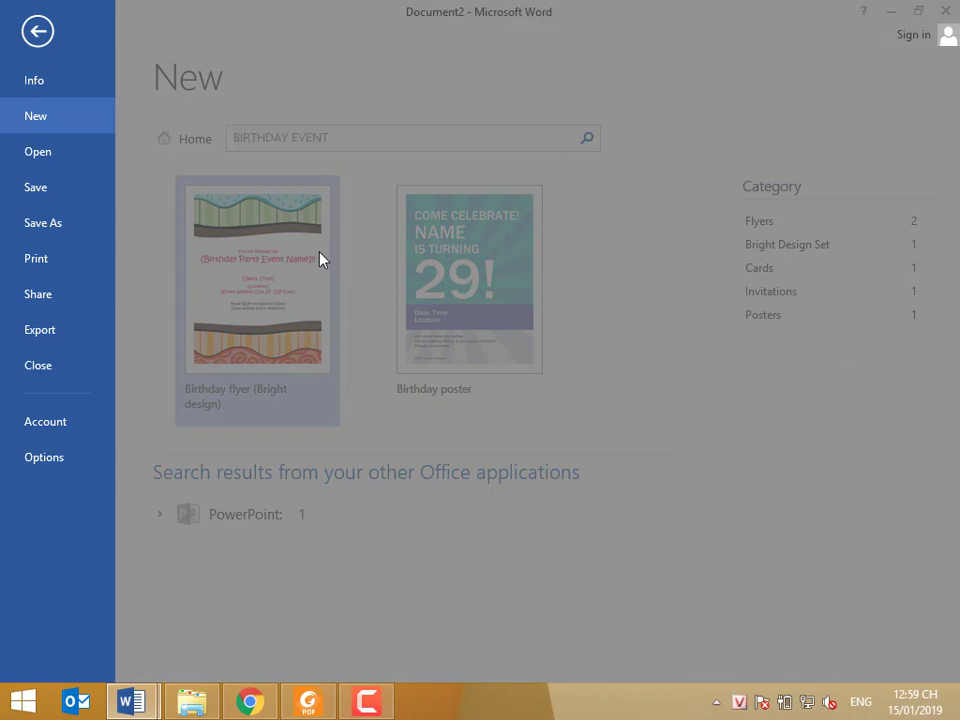 Document2 - Microsoft Word
?
Sign in
Info
New
Open
Save
Save As
Print
Share
Export
Close
Account
Options
New
Home
BIRTHDAY EVENT
[Birthday Party Event Name]!
Birthday flyer (Bright
design)
COME CELEBRATE!
NAME
IS TURNING
29!
Date, Time
Location
Birthday poster
Category
Flyers 2
Bright Design Set 1
Cards 1
Invitations 1
Posters 1
Search results from your other Office applications
PowerPoint: 1
ENG
12:59 CH
15/01/2019